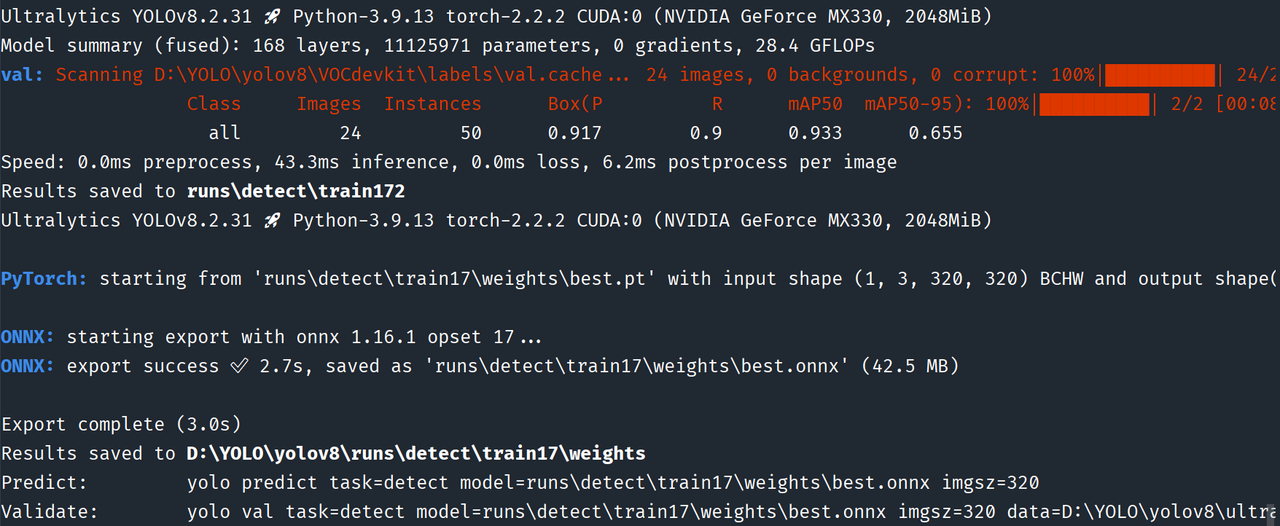 Ultralytics YOLOv8.2.31 🚀 Python-3.9.13 torch-2.2.2 CUDA:0 (NVIDIA GeForce MX330, 2048MiB)
Model summary (fused): 168 layers, 11125971 parameters, 0 gradients, 28.4 GFLOPs
val: Scanning D:\YOLO\yolov8\VOCdevkit\labels\val.cache... 24 images, 0 backgrounds, 0 corrupt: 100%|██████████| 24/2
Class Images Instances Box(P R mAP50 mAP50-95): 100%|██████████| 2/2 [00:08
all 24 50 0.917 0.9 0.933 0.655
Speed: 0.0ms preprocess, 43.3ms inference, 0.0ms loss, 6.2ms postprocess per image
Results saved to runs\detect\train172
Ultralytics YOLOv8.2.31 🚀 Python-3.9.13 torch-2.2.2 CUDA:0 (NVIDIA GeForce MX330, 2048MiB)
PyTorch: starting from 'runs\detect\train17\weights\best.pt' with input shape (1, 3, 320, 320) BCHW and output shape(
ONNX: starting export with onnx 1.16.1 opset 17...
ONNX: export success ✅ 2.7s, saved as 'runs\detect\train17\weights\best.onnx' (42.5 MB)
Export complete (3.0s)
Results saved to D:\YOLO\yolov8\runs\detect\train17\weights
Predict: yolo predict task=detect model=runs\detect\train17\weights\best.onnx imgsz=320
Validate: yolo val task=detect model=runs\detect\train17\weights\best.onnx imgsz=320 data=D:\YOLO\yolov8\ultra